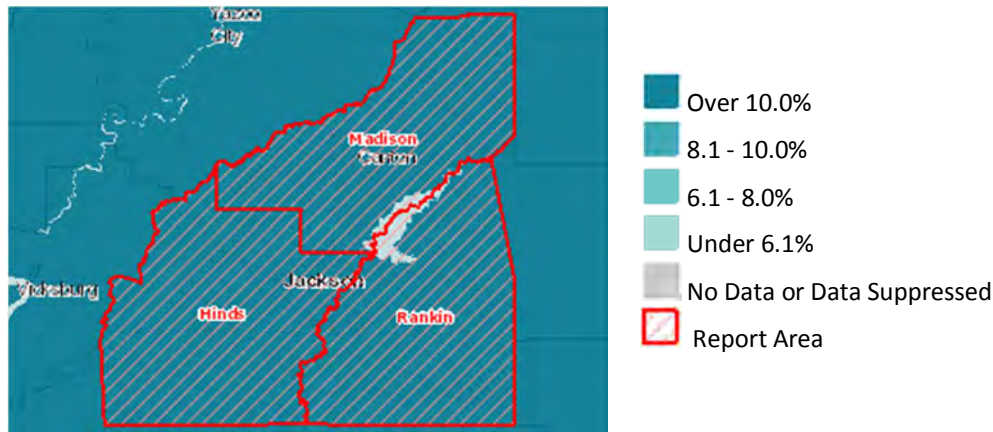 Yazoo
City
Madison
Canton
Jackson
Vicksburg
Hinds
Rankin
Over 10.0%
8.1 - 10.0%
6.1 - 8.0%
Under 6.1%
No Data or Data Suppressed
Report Area